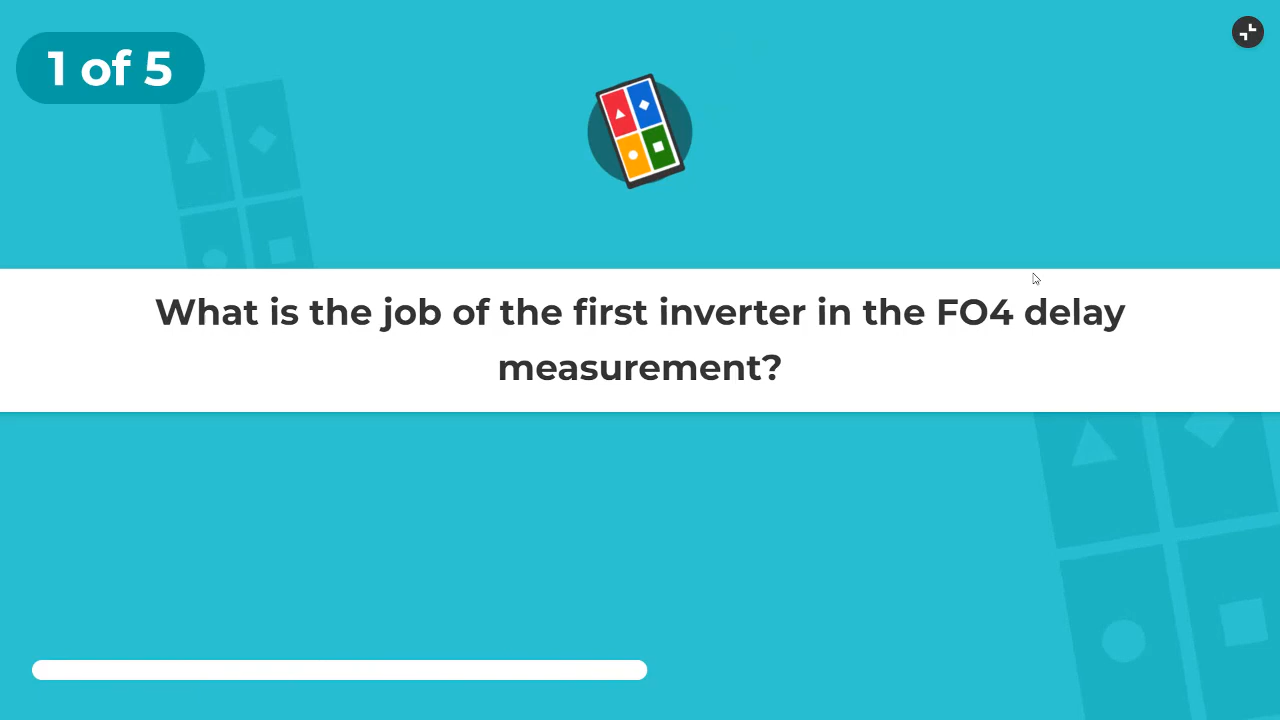 1 of 5
What is the job of the first inverter in the FO4 delay
measurement?